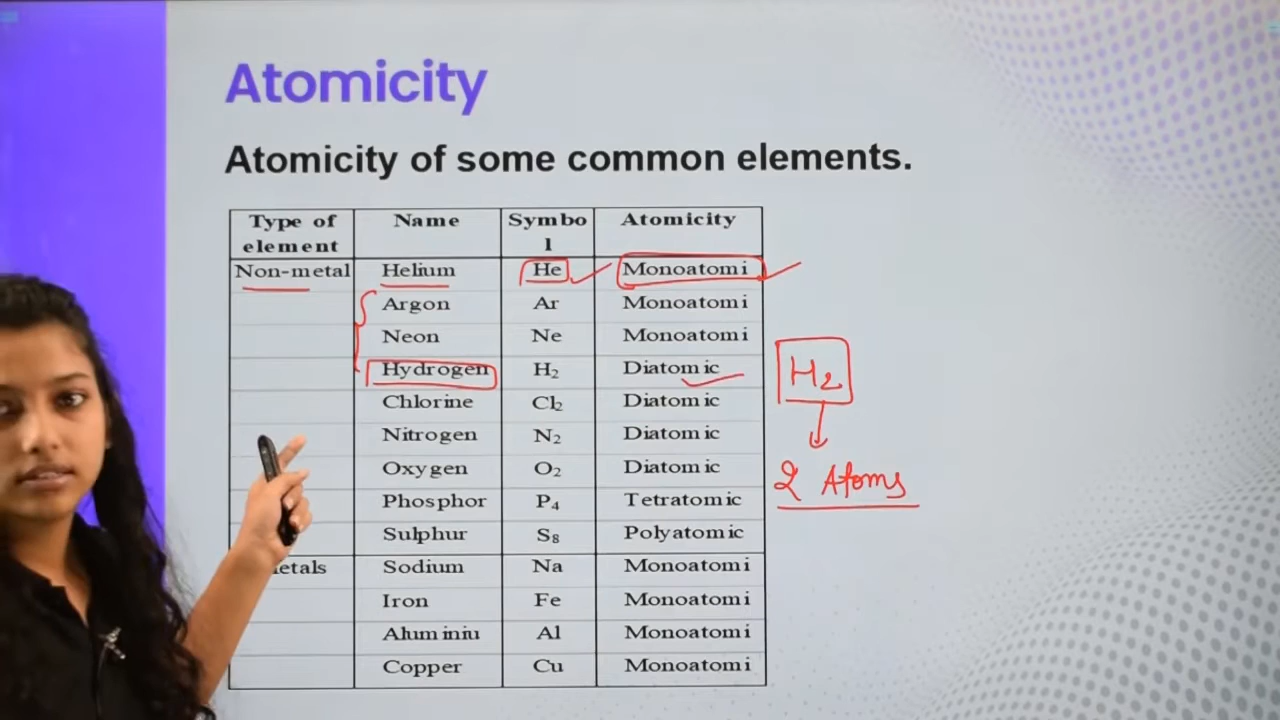 Atomicity
Atomicity of some common elements.
Type of element Name Symbo l Atomicity
Non-metal Helium He Monoatomi
Argon Ar Monoatomi
Neon Ne Monoatomi
Hydrogen H₂ Diatomic
Chlorine Cl₂ Diatomic
Nitrogen N₂ Diatomic
Oxygen O₂ Diatomic
Phosphor P₄ Tetratomic
Sulphur S₈ Polyatomic
etals Sodium Na Monoatomi
Iron Fe Monoatomi
Aluminiu Al Monoatomi
Copper Cu Monoatomi
H₂
2 Atoms